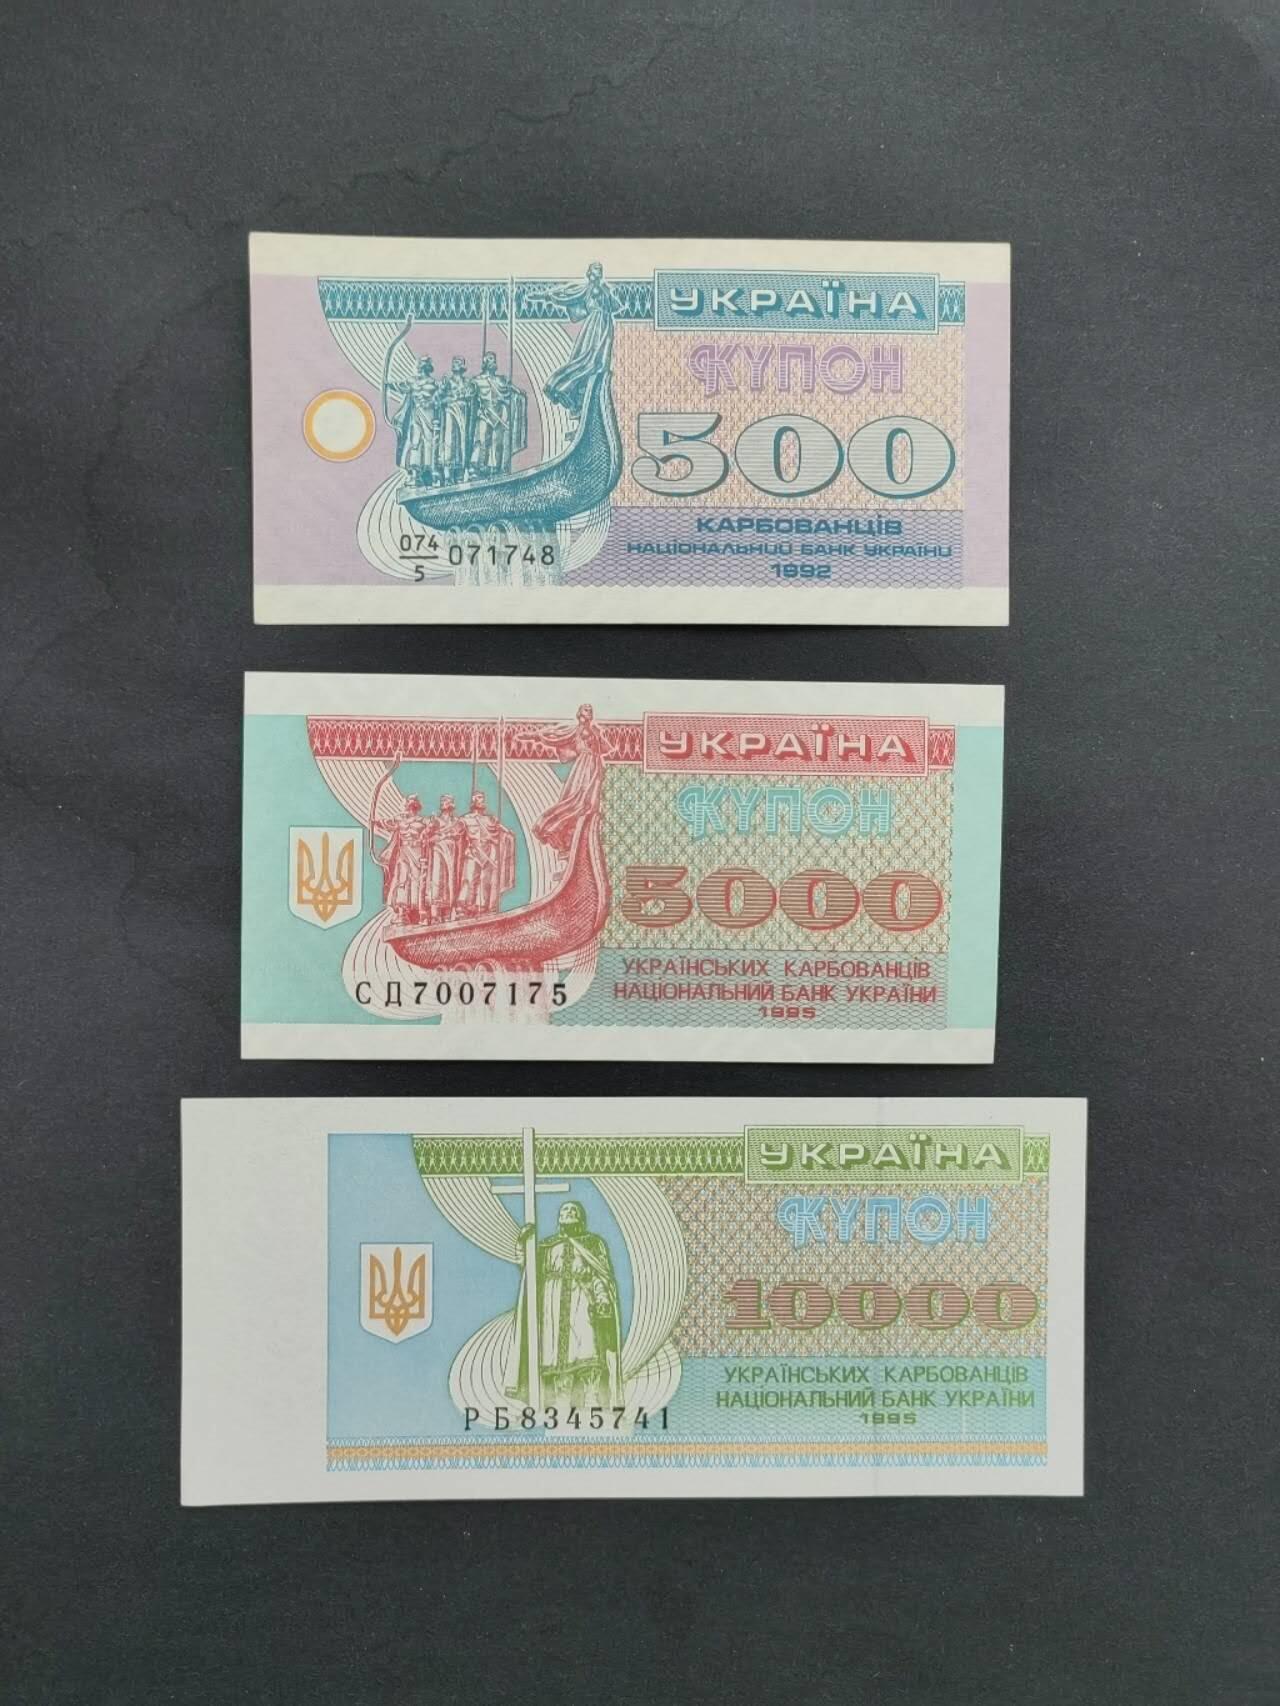 УКРАЇНА
КУПОН
500
КАРБОВАНЦІВ
НАЦІОНАЛЬНИЙ БАНК УКРАЇНИ
1992
074/5 071748
УКРАЇНА
КУПОН
5000
УКРАЇНСЬКИХ КАРБОВАНЦІВ
НАЦІОНАЛЬНИЙ БАНК УКРАЇНИ
1995
СД7007175
УКРАЇНА
КУПОН
10000
УКРАЇНСЬКИХ КАРБОВАНЦІВ
НАЦІОНАЛЬНИЙ БАНК УКРАЇНИ
1995
РБ8345741